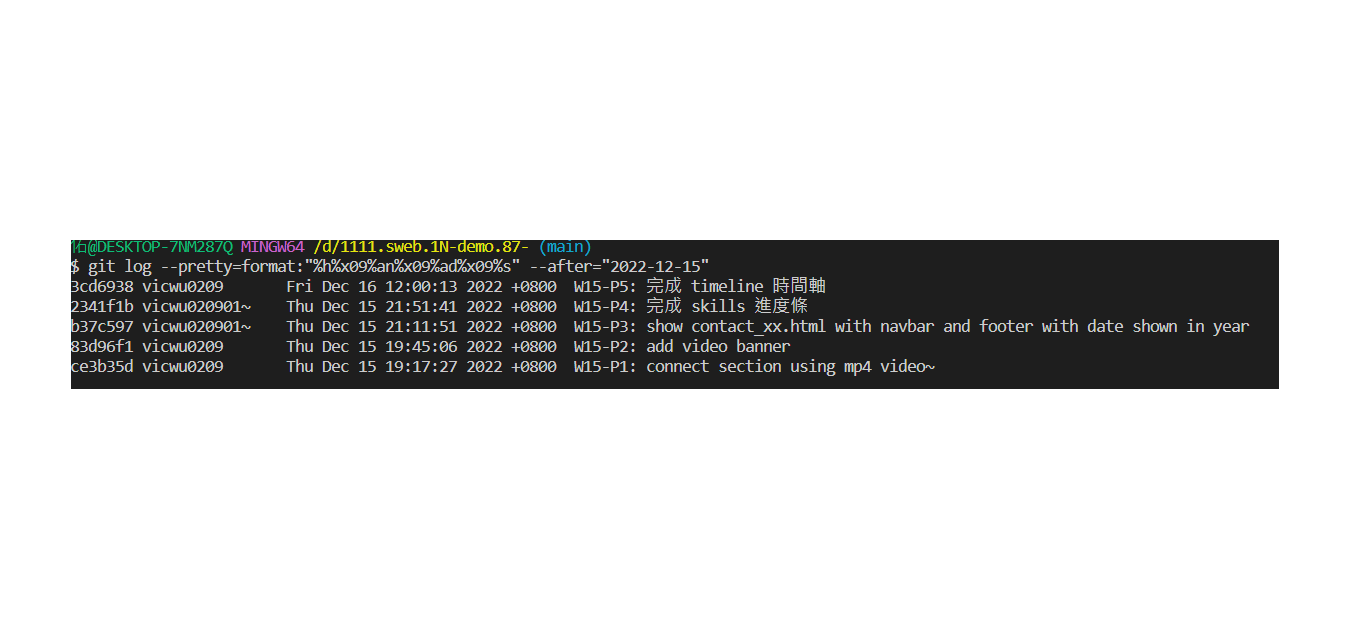 佑@DESKTOP-7NM287Q MINGW64 /d/1111.sweb.1N-demo.87- (main)
$ git log --pretty=format:"%h%x09%an%x09%ad%x09%s" --after="2022-12-15"
3cd6938 vicwu0209 Fri Dec 16 12:00:13 2022 +0800 W15-P5: 完成 timeline 時間軸
2341f1b vicwu020901~ Thu Dec 15 21:51:41 2022 +0800 W15-P4: 完成 skills 進度條
b37c597 vicwu020901~ Thu Dec 15 21:11:51 2022 +0800 W15-P3: show contact_xx.html with navbar and footer with date shown in year
83d96f1 vicwu0209 Thu Dec 15 19:45:06 2022 +0800 W15-P2: add video banner
ce3b35d vicwu0209 Thu Dec 15 19:17:27 2022 +0800 W15-P1: connect section using mp4 video~